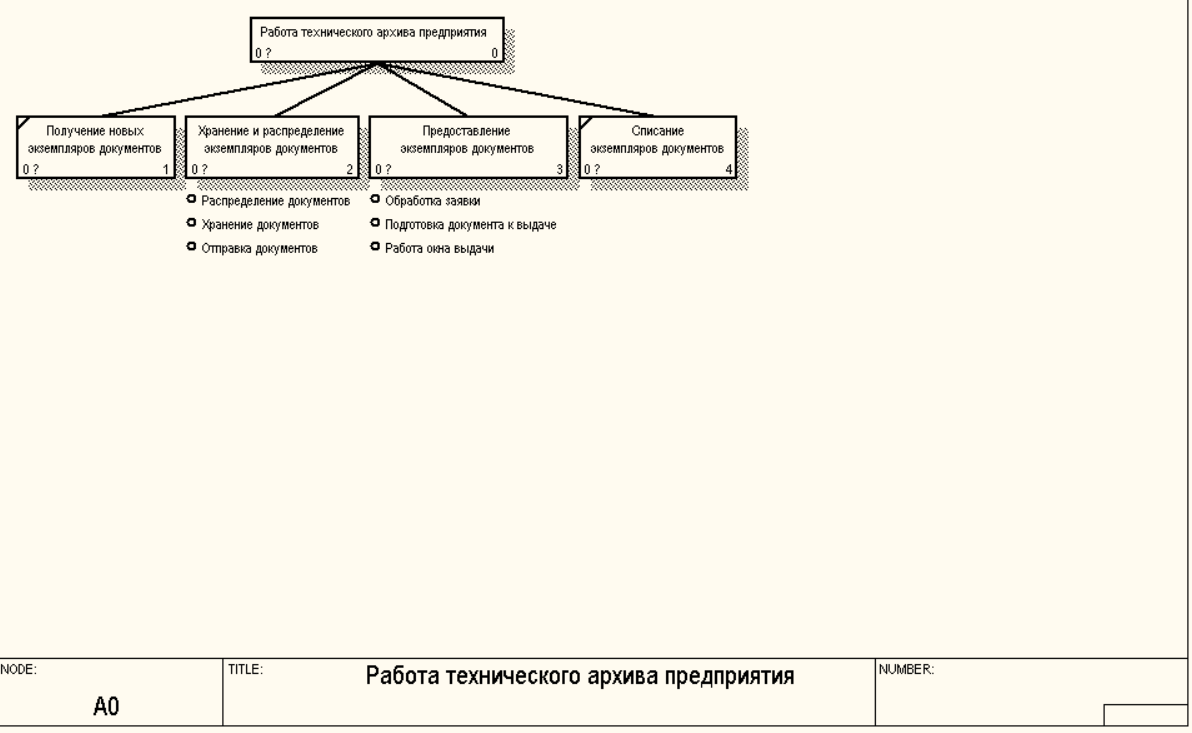 Работа технического архива предприятия
0 ? 0
Получение новых
экземпляров документов
0 ? 1
Хранение и распределение
экземпляров документов
0 ? 2
Предоставление
экземпляров документов
0 ? 3
Списание
экземпляров документов
0 ? 4
Распределение документов
Хранение документов
Отправка документов
Обработка заявки
Подготовка документа к выдаче
Работа окна выдачи
NODE:
A0
TITLE:
Работа технического архива предприятия
NUMBER: